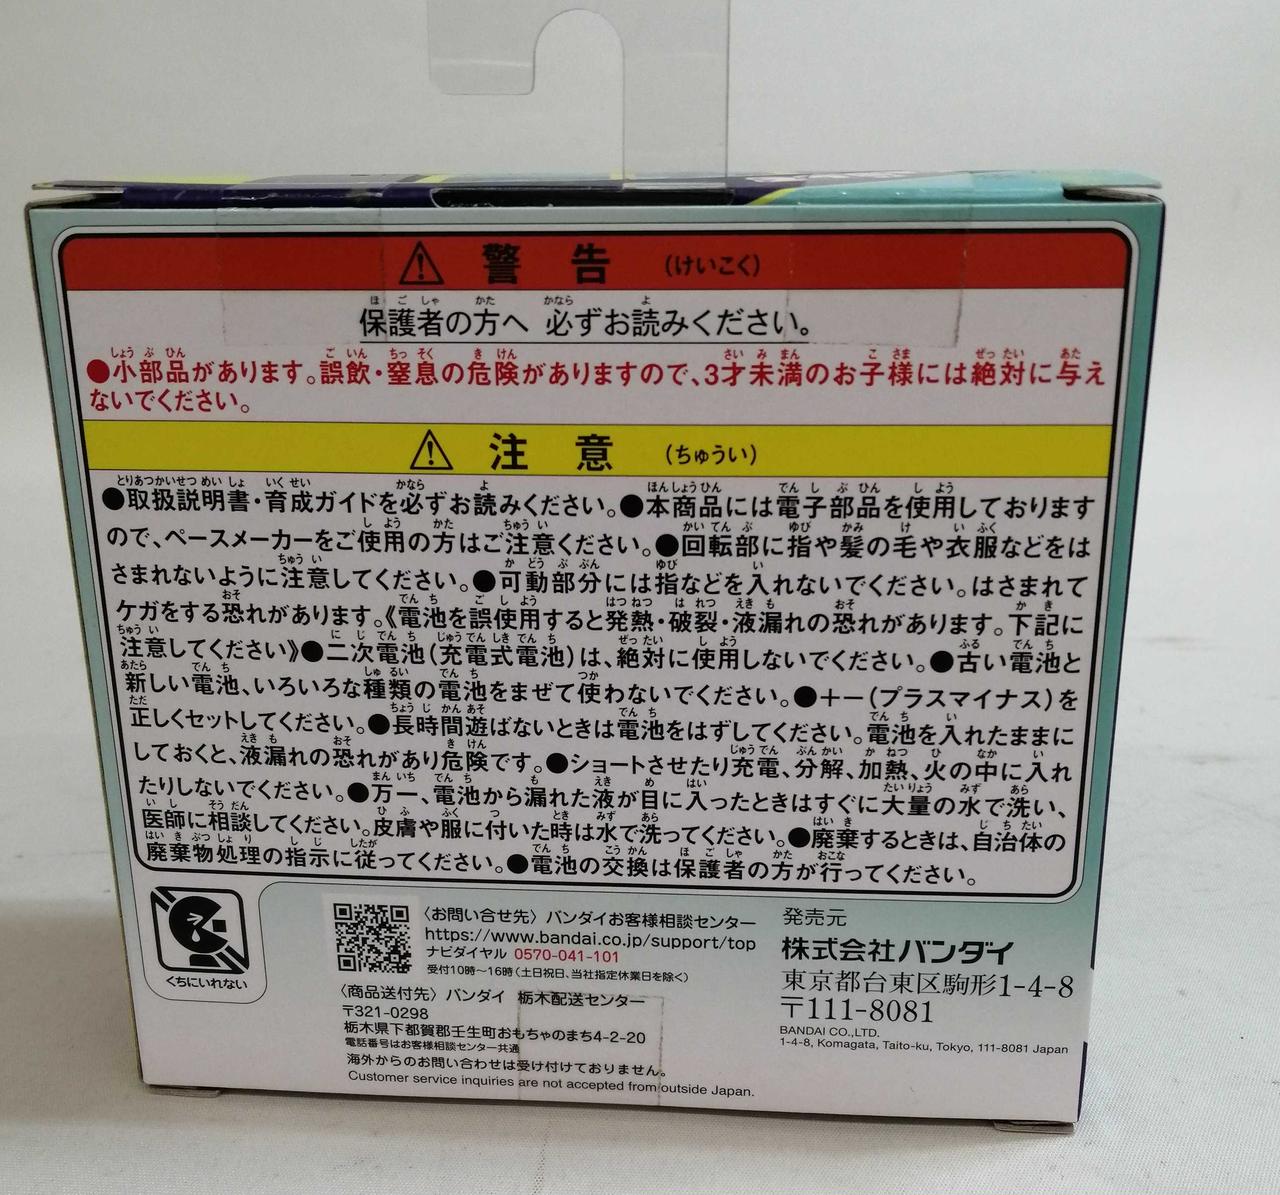 警告 (けいこく)
保護者の方へ 必ずお読みください。
●小部品があります。誤飲・窒息の危険がありますので、3才未満のお子様には絶対に与え
ないでください。
注意 (ちゅうい)
●取扱説明書・育成ガイドを必ずお読みください。●本商品には電子部品を使用しております
ので、ペースメーカーをご使用の方はご注意ください。●回転部に指や髪の毛や衣服などをは
さまれないように注意してください。●可動部分には指などを入れないでください。はさまれて
ケガをする恐れがあります。《電池を誤使用すると発熱・破裂・液漏れの恐れがあります。下記に
注意してください》●二次電池(充電式電池)は、絶対に使用しないでください。●古い電池と
新しい電池、いろいろな種類の電池をまぜて使わないでください。●＋－(プラスマイナス)を
正しくセットしてください。●長時間遊ばないときは電池をはずしてください。電池を入れたままに
しておくと、液漏れの恐れがあり危険です。●ショートさせたり充電、分解、加熱、火の中に入れ
たりしないでください。●万一、電池から漏れた液が目に入ったときはすぐに大量の水で洗い、
医師に相談してください。皮膚や服に付いた時は水で洗ってください。●廃棄するときは、自治体の
廃棄物処理の指示に従ってください。●電池の交換は保護者の方が行ってください。
くちにいれない
〈お問い合せ先〉バンダイお客様相談センター
https://www.bandai.co.jp/support/top
ナビダイヤル 0570-041-101
受付10時～16時(土日祝日、当社指定休業日を除く)
〈商品送付先〉バンダイ 栃木配送センター
〒321-0298
栃木県下都賀郡壬生町おもちゃのまち4-2-20
電話番号はお客様相談センター共通
海外からのお問い合わせは受け付けておりません。
Customer service inquiries are not accepted from outside Japan.
発売元
株式会社バンダイ
東京都台東区駒形1-4-8
〒111-8081
BANDAI CO.,LTD.
1-4-8, Komagata, Taito-ku, Tokyo, 111-8081 Japan